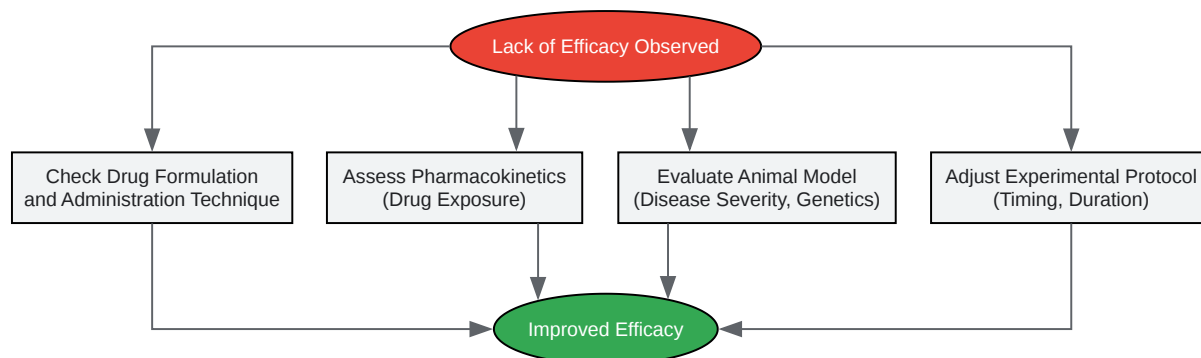 Lack of Efficacy Observed
Check Drug Formulation
and Administration Technique
Assess Pharmacokinetics
(Drug Exposure)
Evaluate Animal Model
(Disease Severity, Genetics)
Adjust Experimental Protocol
(Timing, Duration)
Improved Efficacy